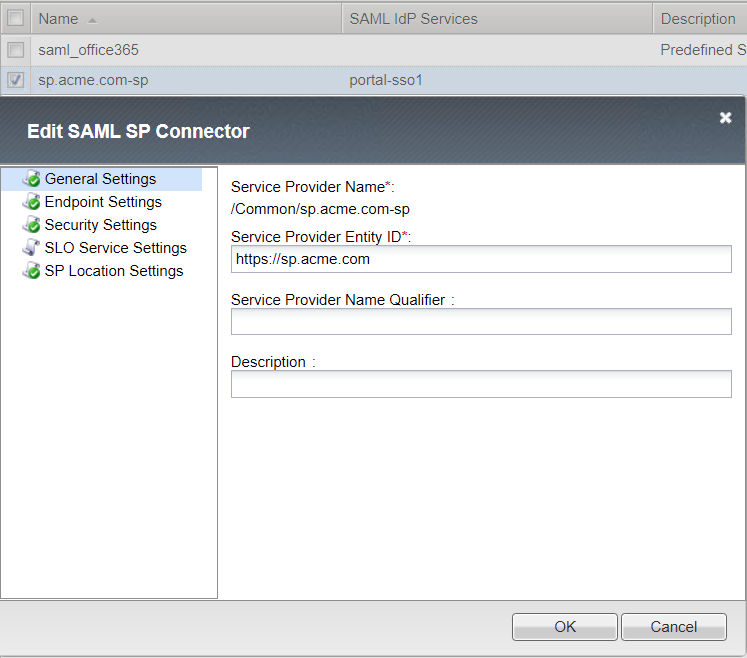 Name SAML IdP Services Description
saml_office365 Predefined S
sp.acme.com-sp portal-sso1
Edit SAML SP Connector
General Settings
Endpoint Settings
Security Settings
SLO Service Settings
SP Location Settings
Service Provider Name*:
/Common/sp.acme.com-sp
Service Provider Entity ID*:
https://sp.acme.com
Service Provider Name Qualifier :
Description :
OK Cancel